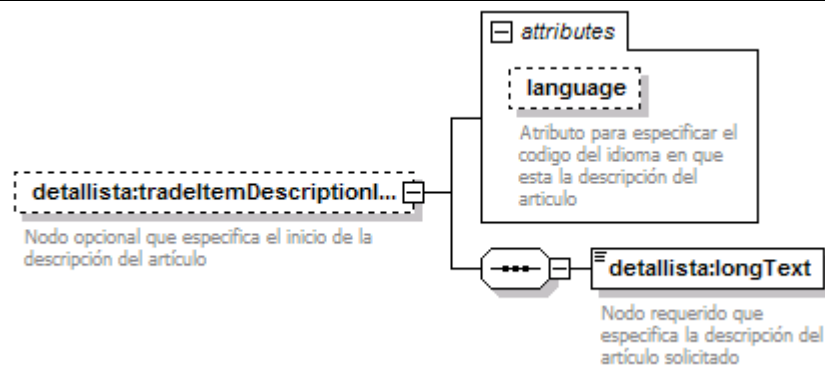 attributes
language
Atributo para especificar el
codigo del idioma en que
esta la descripción del
articulo
detallista:tradeItemDescriptionI...
Nodo opcional que especifica el inicio de la
descripción del artículo
detallista:longText
Nodo requerido que
especifica la descripción del
artículo solicitado